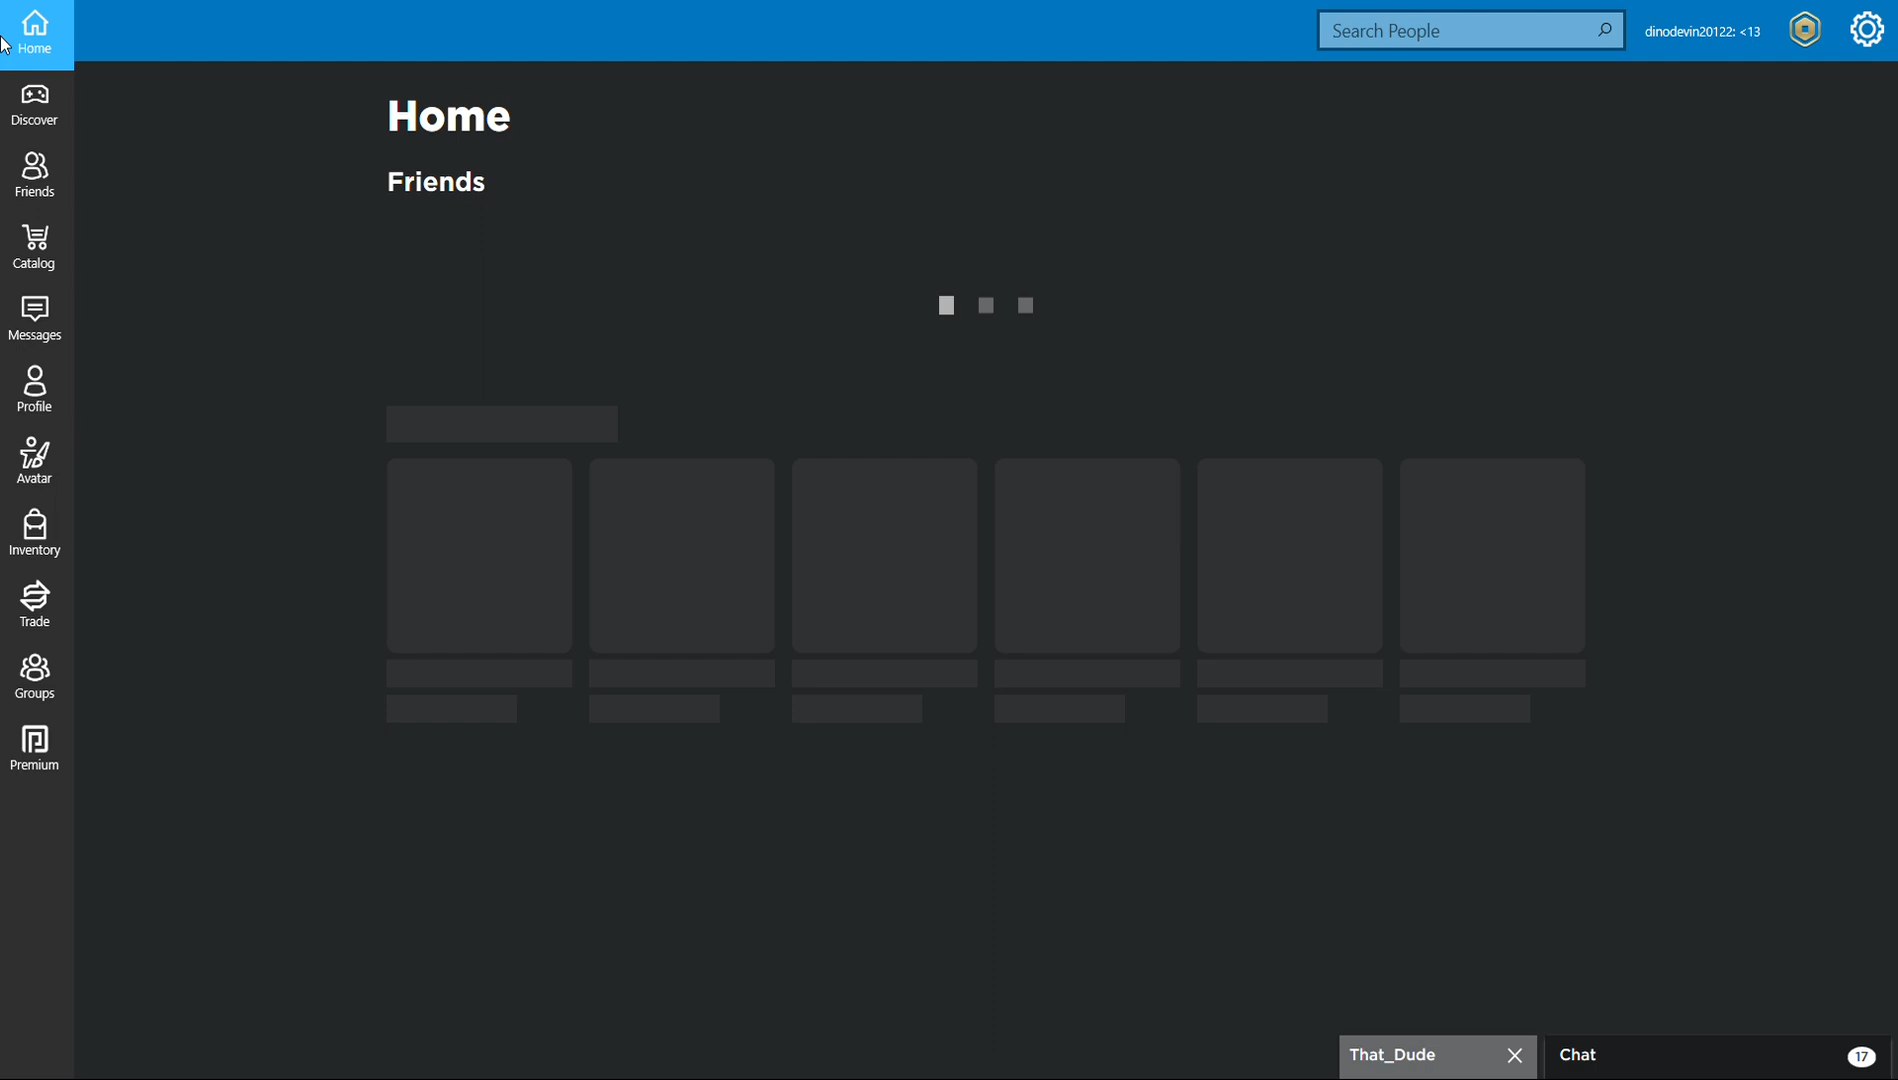 Search People
dinodevin20122: <13
Home
Discover
Friends
Catalog
Messages
Profile
Avatar
Inventory
Trade
Groups
Premium
Home
Friends
That_Dude
Chat
17